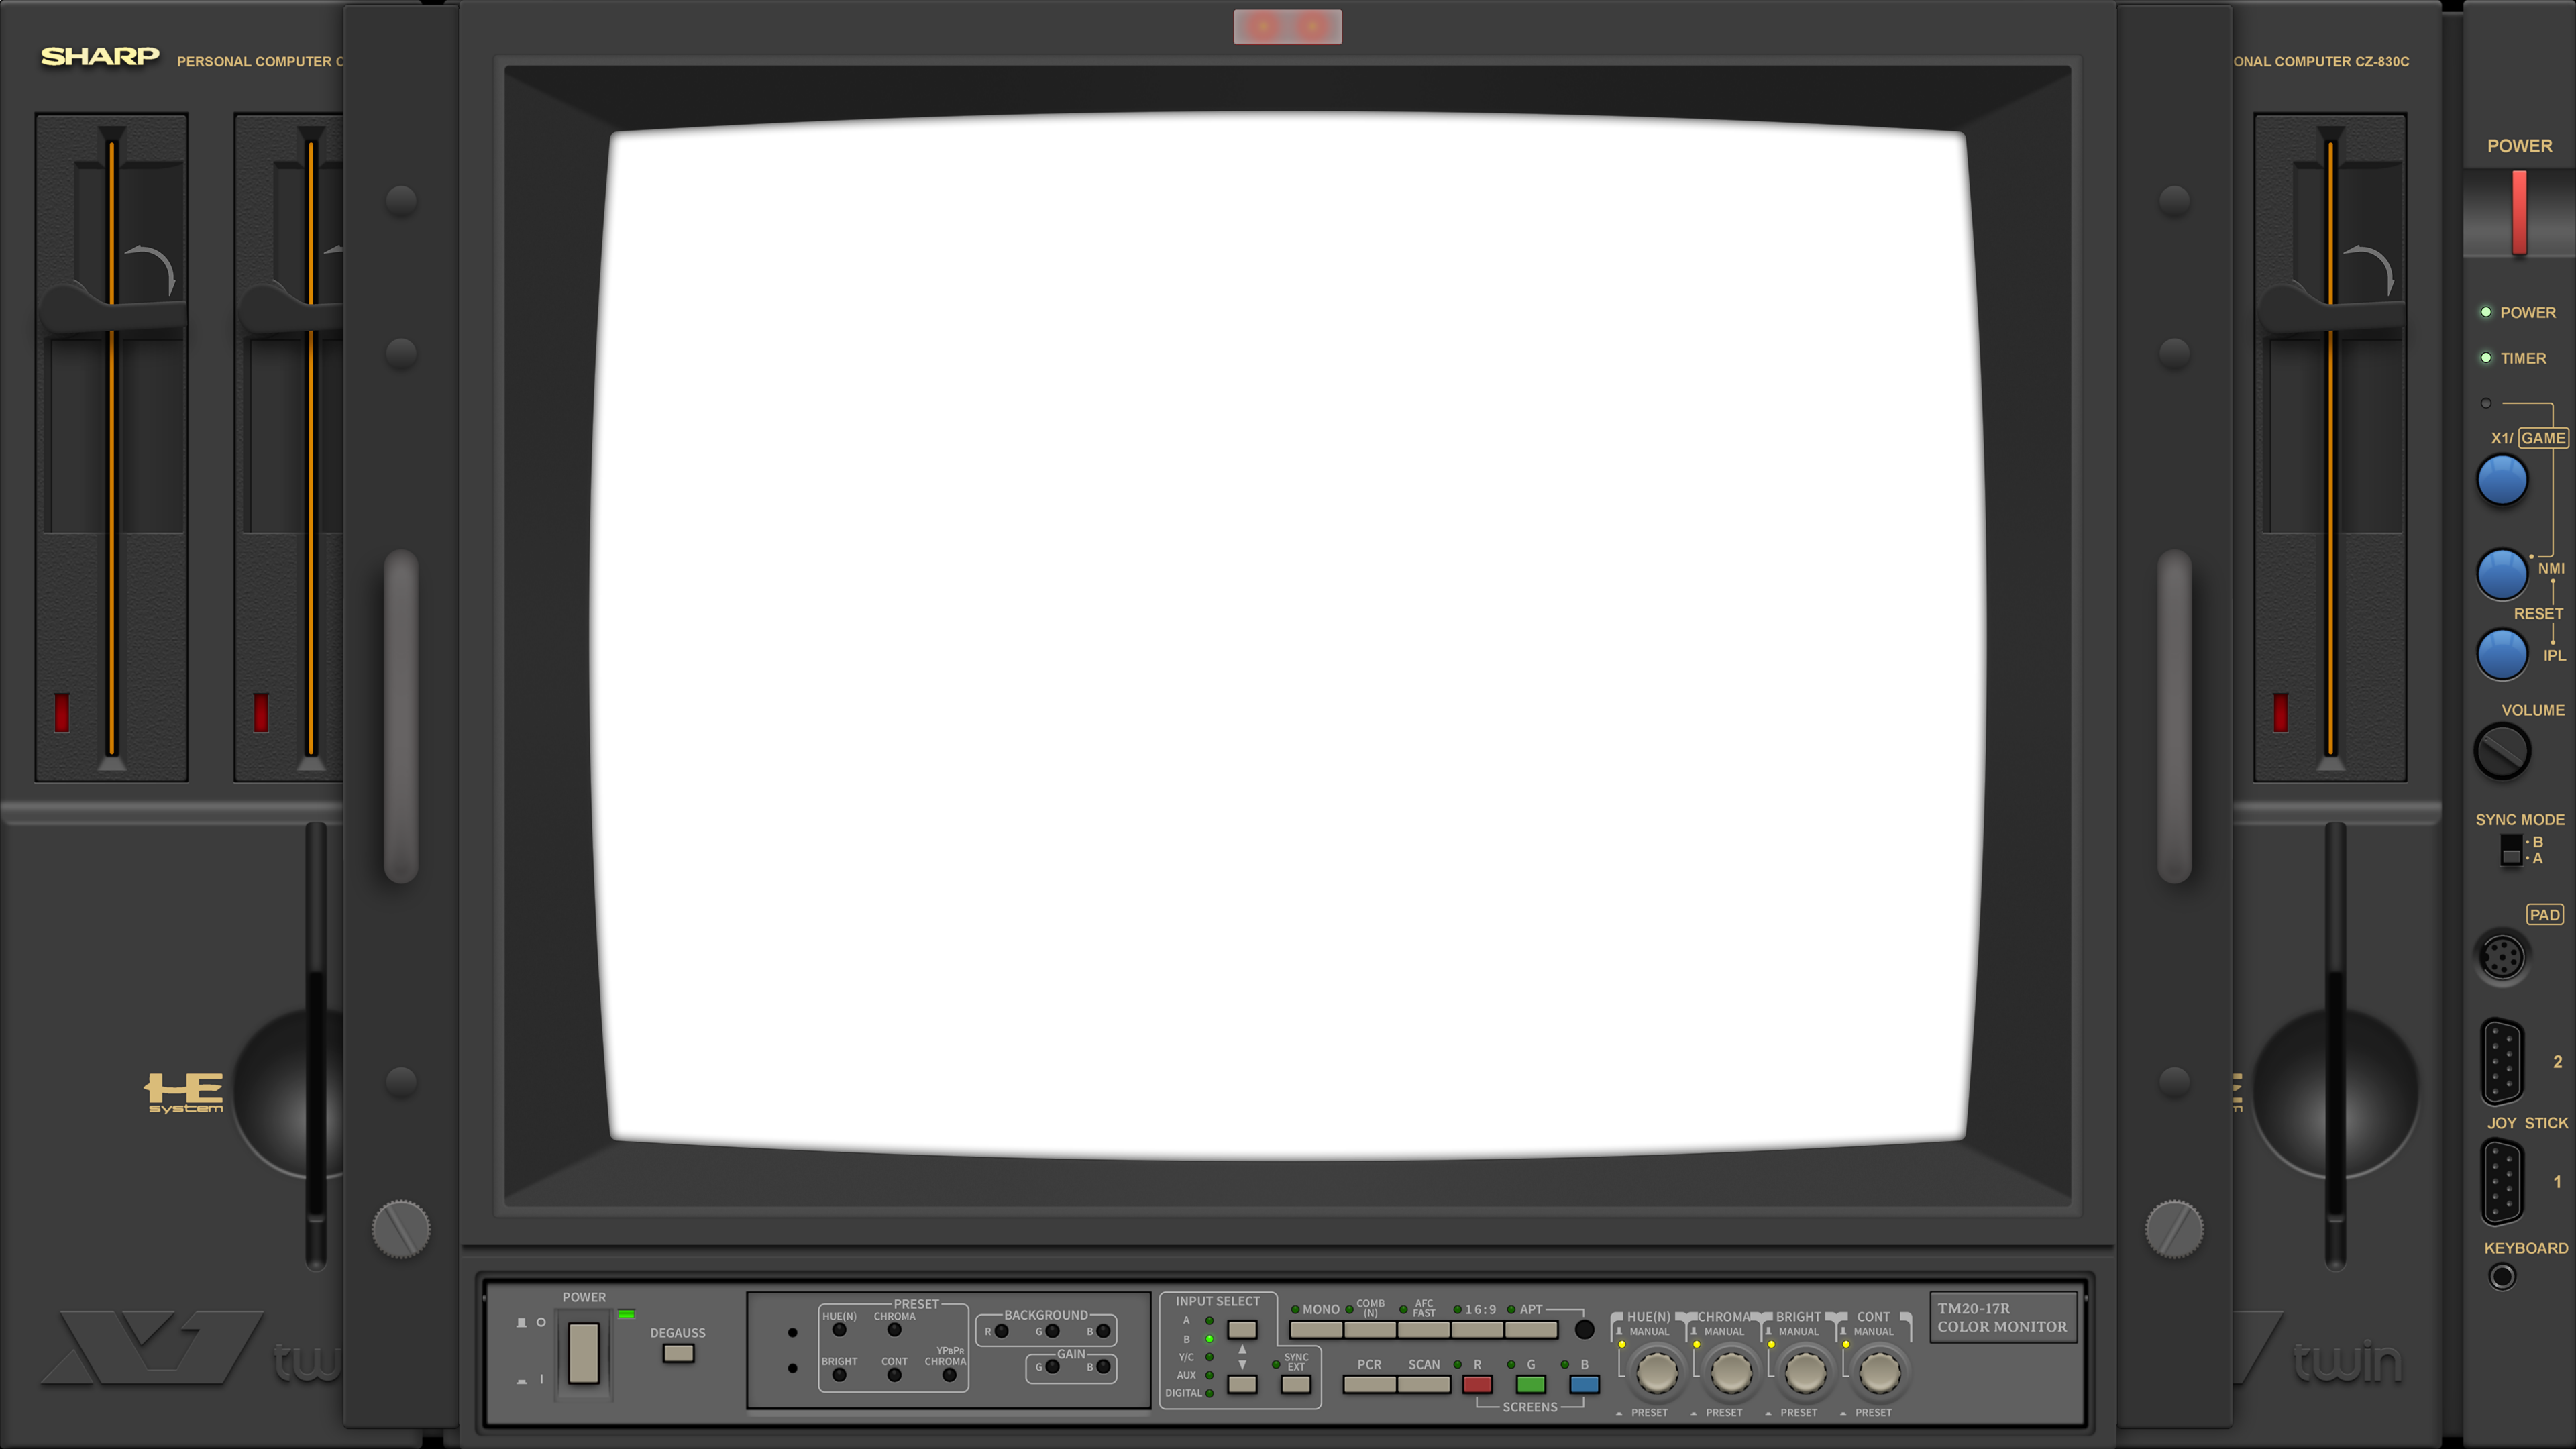 SHARP
PERSONAL COMPUTER C
HE
system
X1
tw
POWER
DEGAUSS
PRESET
HUE(N)
CHROMA
BRIGHT
CONT
YPBPR
CHROMA
BACKGROUND
R
G
B
GAIN
G
B
INPUT SELECT
A
B
Y/C
AUX
DIGITAL
SYNC
EXT
MONO
COMB
(N)
AFC
FAST
16:9
APT
PCR
SCAN
R
G
B
SCREENS
HUE(N)
MANUAL
PRESET
CHROMA
MANUAL
PRESET
BRIGHT
MANUAL
PRESET
CONT
MANUAL
PRESET
TM20-17R
COLOR MONITOR
ONAL COMPUTER CZ-830C
twin
POWER
POWER
TIMER
X1/ GAME
NMI
RESET
IPL
VOLUME
SYNC MODE
B
A
PAD
2
JOY STICK
1
KEYBOARD